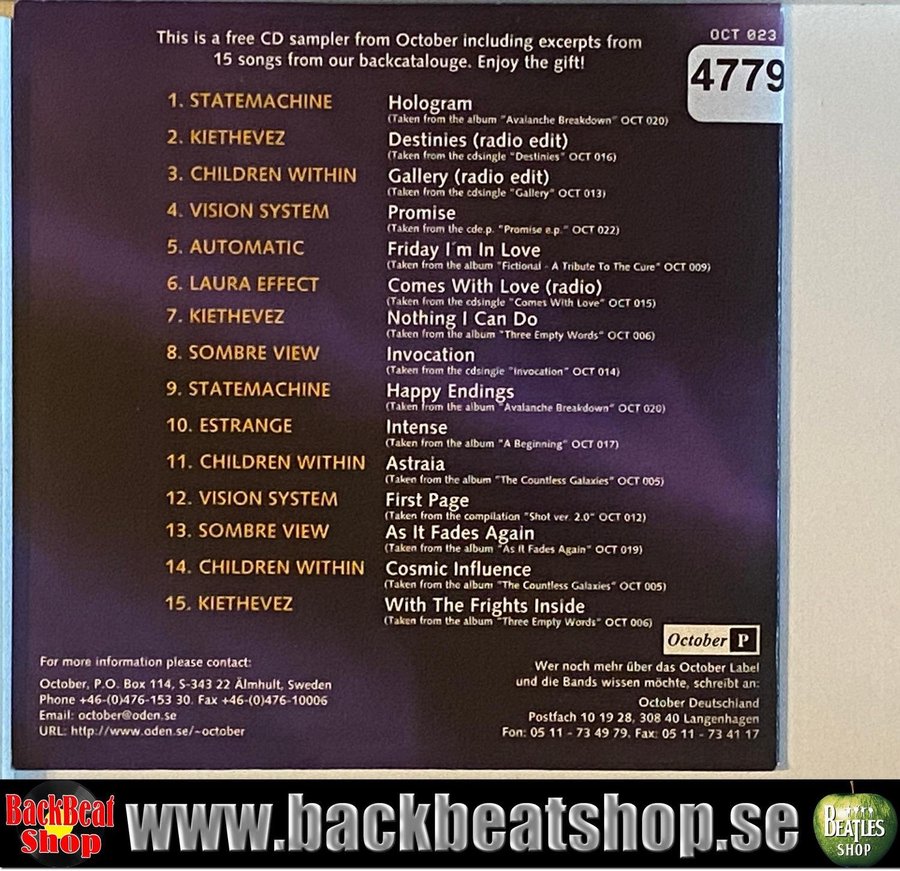 This is a free CD sampler from October including excerpts from
15 songs from our backcatalouge. Enjoy the gift!
OCT 023
4779
1. STATEMACHINE Hologram
(Taken from the album "Avalanche Breakdown" OCT 020)
2. KIETHEVEZ Destinies (radio edit)
(Taken from the cdsingle "Destinies" OCT 016)
3. CHILDREN WITHIN Gallery (radio edit)
(Taken from the cdsingle "Gallery" OCT 013)
4. VISION SYSTEM Promise
(Taken from the cde.p. "Promise e.p." OCT 022)
5. AUTOMATIC Friday I´m In Love
(Taken from the album "Fictional - A Tribute To The Cure" OCT 009)
6. LAURA EFFECT Comes With Love (radio)
(Taken from the cdsingle "Comes With Love" OCT 015)
7. KIETHEVEZ Nothing I Can Do
(Taken from the album "Three Empty Words" OCT 006)
8. SOMBRE VIEW Invocation
(Taken from the cdsingle "Invocation" OCT 014)
9. STATEMACHINE Happy Endings
(Taken from the album "Avalanche Breakdown" OCT 020)
10. ESTRANGE Intense
(Taken from the album "A Beginning" OCT 017)
11. CHILDREN WITHIN Astraia
(Taken from the album "The Countless Galaxies" OCT 005)
12. VISION SYSTEM First Page
(Taken from the compilation "Shot ver. 2.0" OCT 012)
13. SOMBRE VIEW As It Fades Again
(Taken from the album "As It Fades Again" OCT 019)
14. CHILDREN WITHIN Cosmic Influence
(Taken from the album "The Countless Galaxies" OCT 005)
15. KIETHEVEZ With The Frights Inside
(Taken from the album "Three Empty Words" OCT 006)
October P
For more information please contact:
October, P.O. Box 114, S-343 22 Älmhult, Sweden
Phone +46-(0)476-153 30. Fax +46-(0)476-10006
Email: october@oden.se
URL: http://www.oden.se/~october
Wer noch mehr über das October Label
und die Bands wissen möchte, schreibt an:
October Deutschland
Postfach 10 19 28, 308 40 Langenhagen
Fon: 05 11 - 73 49 79. Fax: 05 11 - 73 41 17
BackBeat
Shop
www.backbeatshop.se
BEATLES
SHOP